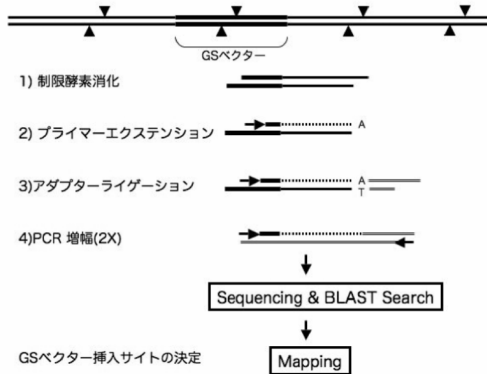 GSベクター
1) 制限酵素消化
2) プライマーエクステンション
A
3)アダプターライゲーション
A
T
4)PCR 増幅(2X)
Sequencing & BLAST Search
GSベクター挿入サイトの決定
Mapping